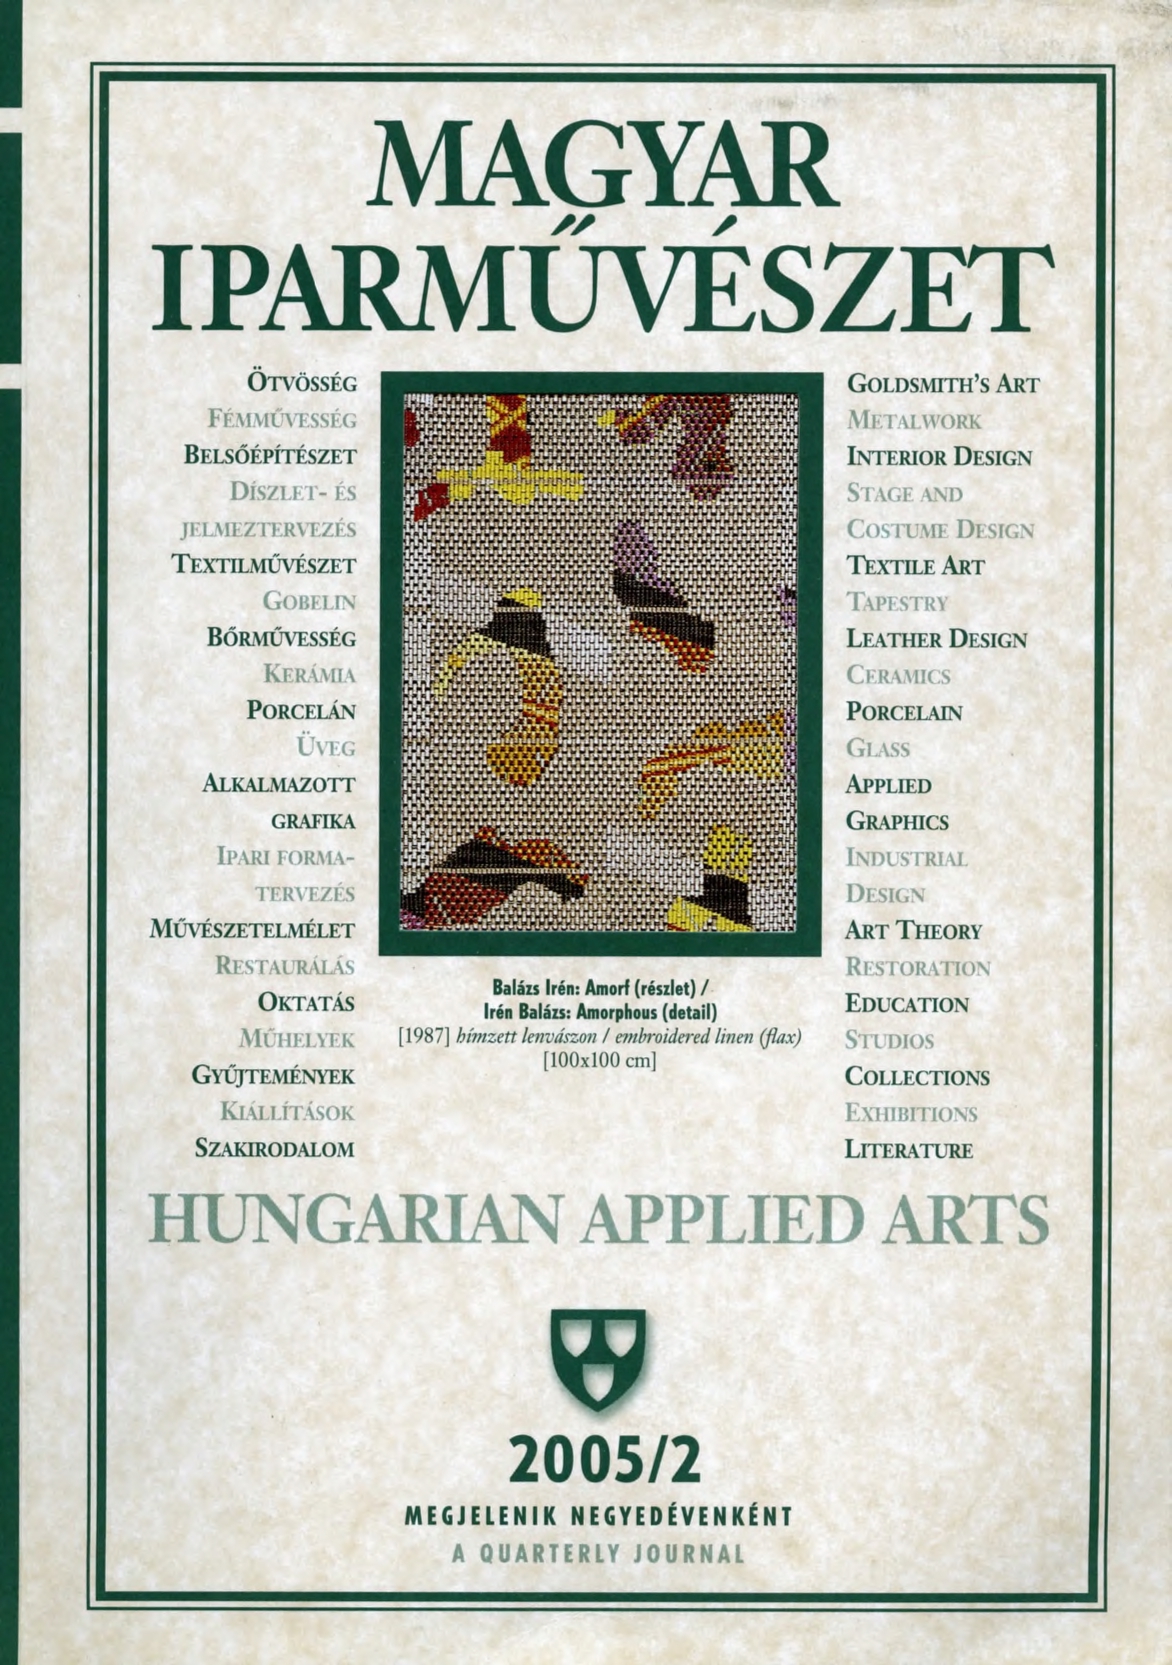 MAGYAR
IPARMŰVÉSZET
ÖTVÖSSÉG
FÉMMŰVESSÉG
BELSŐÉPÍTÉSZET
DÍSZLET- ÉS
JELMEZTERVEZÉS
TEXTILMŰVÉSZET
GOBELIN
BŐRMŰVESSÉG
KERÁMIA
PORCELÁN
ÜVEG
ALKALMAZOTT
GRAFIKA
IPARI FORMA-
TERVEZÉS
MŰVÉSZETELMÉLET
RESTAURÁLÁS
OKTATÁS
MŰHELYEK
GYŰJTEMÉNYEK
KIÁLLÍTÁSOK
SZAKIRODALOM
Balázs Irén: Amorf (részlet) /
Irén Balázs: Amorphous (detail)
[1987] hímzett lenvászon / embroidered linen (flax)
[100x100 cm]
GOLDSMITH'S ART
METALWORK
INTERIOR DESIGN
STAGE AND
COSTUME DESIGN
TEXTILE ART
TAPESTRY
LEATHER DESIGN
CERAMICS
PORCELAIN
GLASS
APPLIED
GRAPHICS
INDUSTRIAL
DESIGN
ART THEORY
RESTORATION
EDUCATION
STUDIOS
COLLECTIONS
EXHIBITIONS
LITERATURE
HUNGARIAN APPLIED ARTS
2005/2
MEGJELENIK NEGYEDÉVENKÉNT
A QUARTERLY JOURNAL